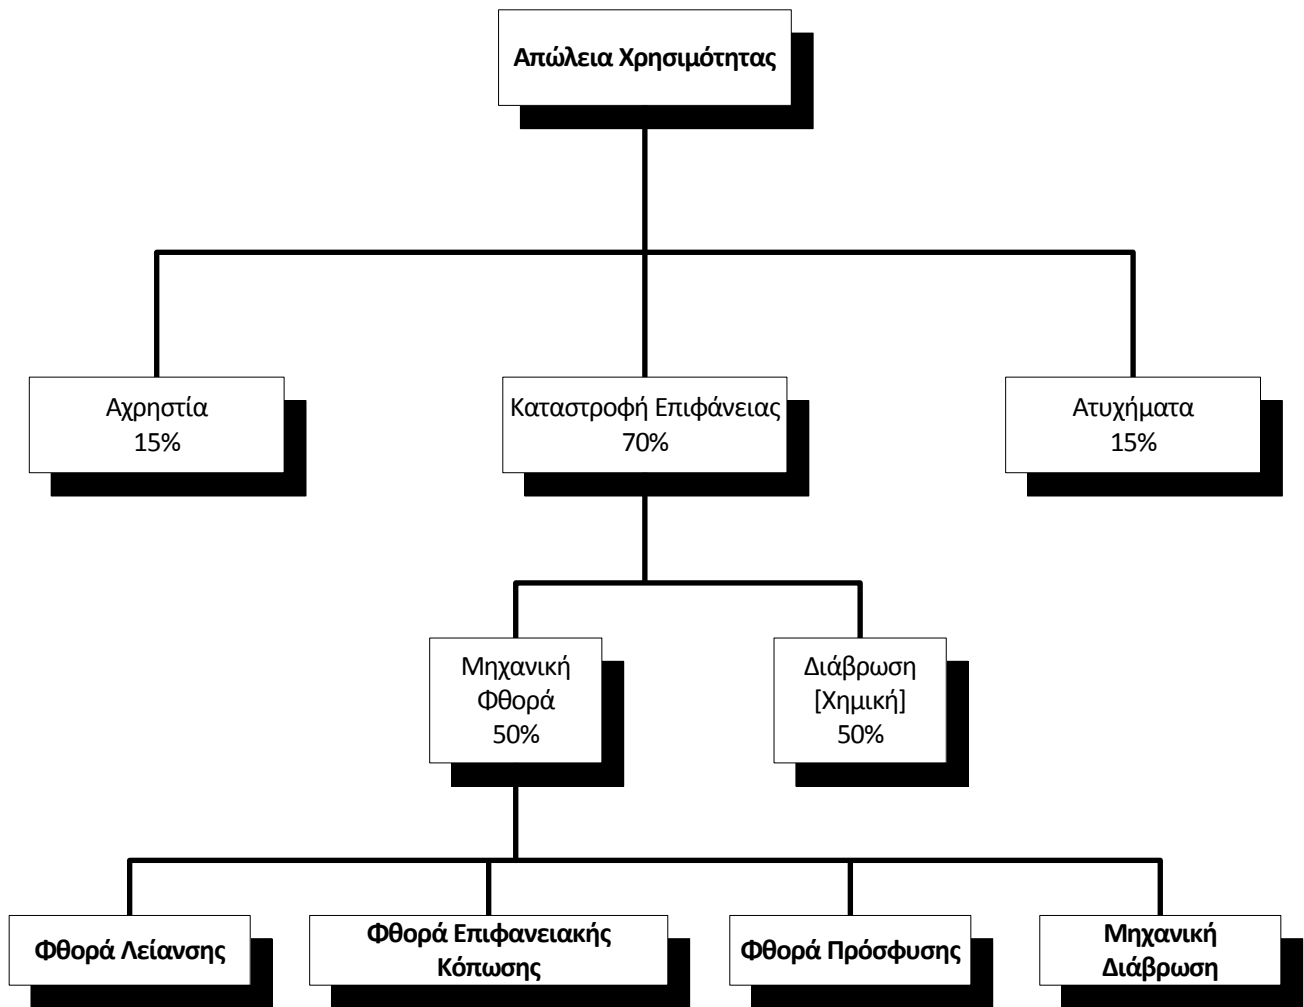 Απώλεια Χρησιμότητας
Αχρηστία
15%
Καταστροφή Επιφάνειας
70%
Ατυχήματα
15%
Μηχανική
Φθορά
50%
Διάβρωση
[Χημική]
50%
Φθορά Λείανσης
Φθορά Επιφανειακής
Κόπωσης
Φθορά Πρόσφυσης
Μηχανική
Διάβρωση